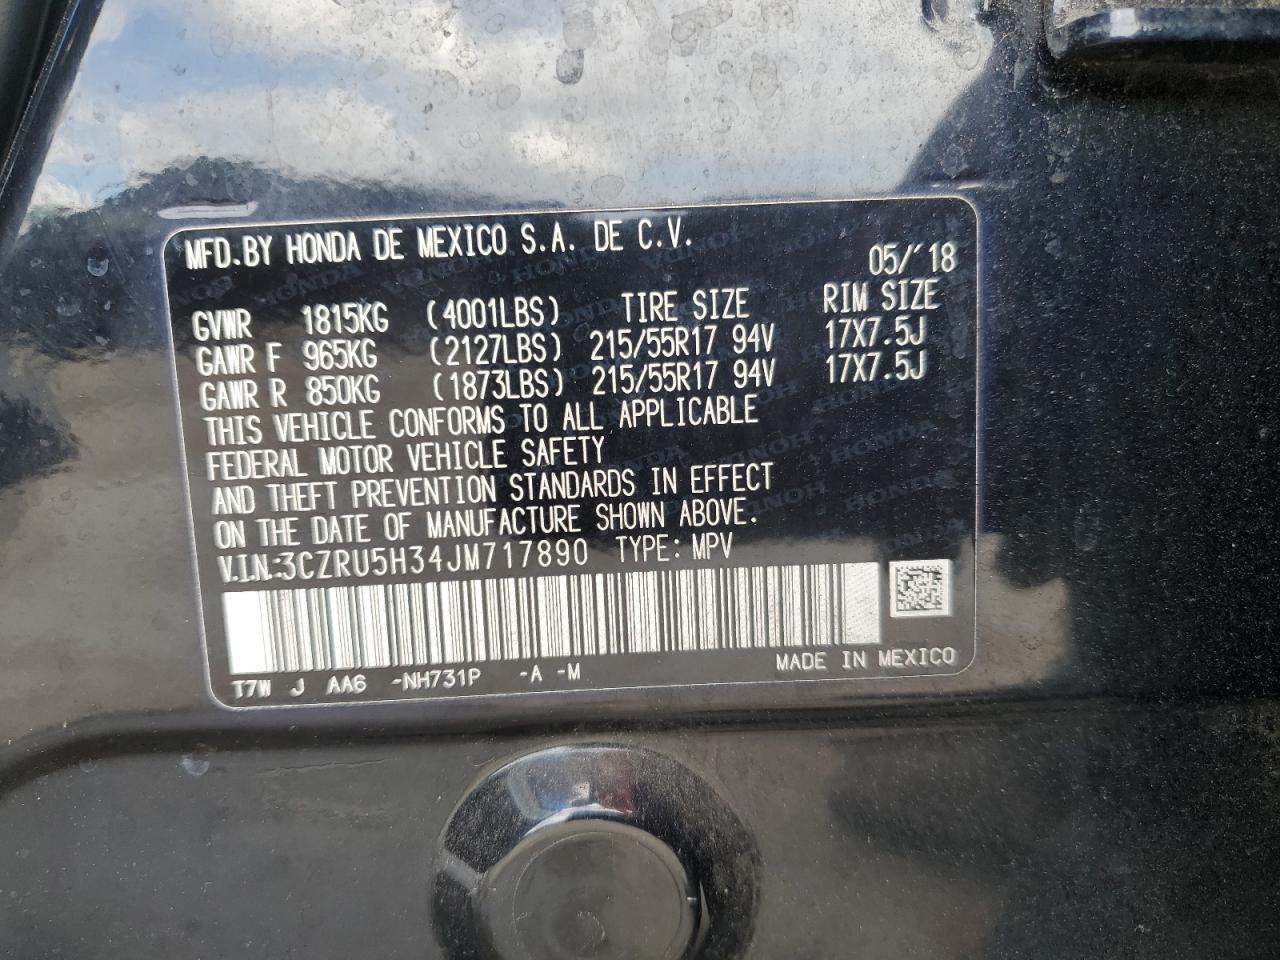 MFD.BY HONDA DE MEXICO S.A. DE C.V.
05/'18
GVWR 1815KG (4001LBS) TIRE SIZE RIM SIZE
GAWR F 965KG (2127LBS) 215/55R17 94V 17X7.5J
GAWR R 850KG (1873LBS) 215/55R17 94V 17X7.5J
THIS VEHICLE CONFORMS TO ALL APPLICABLE
FEDERAL MOTOR VEHICLE SAFETY
AND THEFT PREVENTION STANDARDS IN EFFECT
ON THE DATE OF MANUFACTURE SHOWN ABOVE.
V.I.N.:3CZRU5H34JM717890 TYPE: MPV
T7W J AA6 -NH731P -A -M MADE IN MEXICO